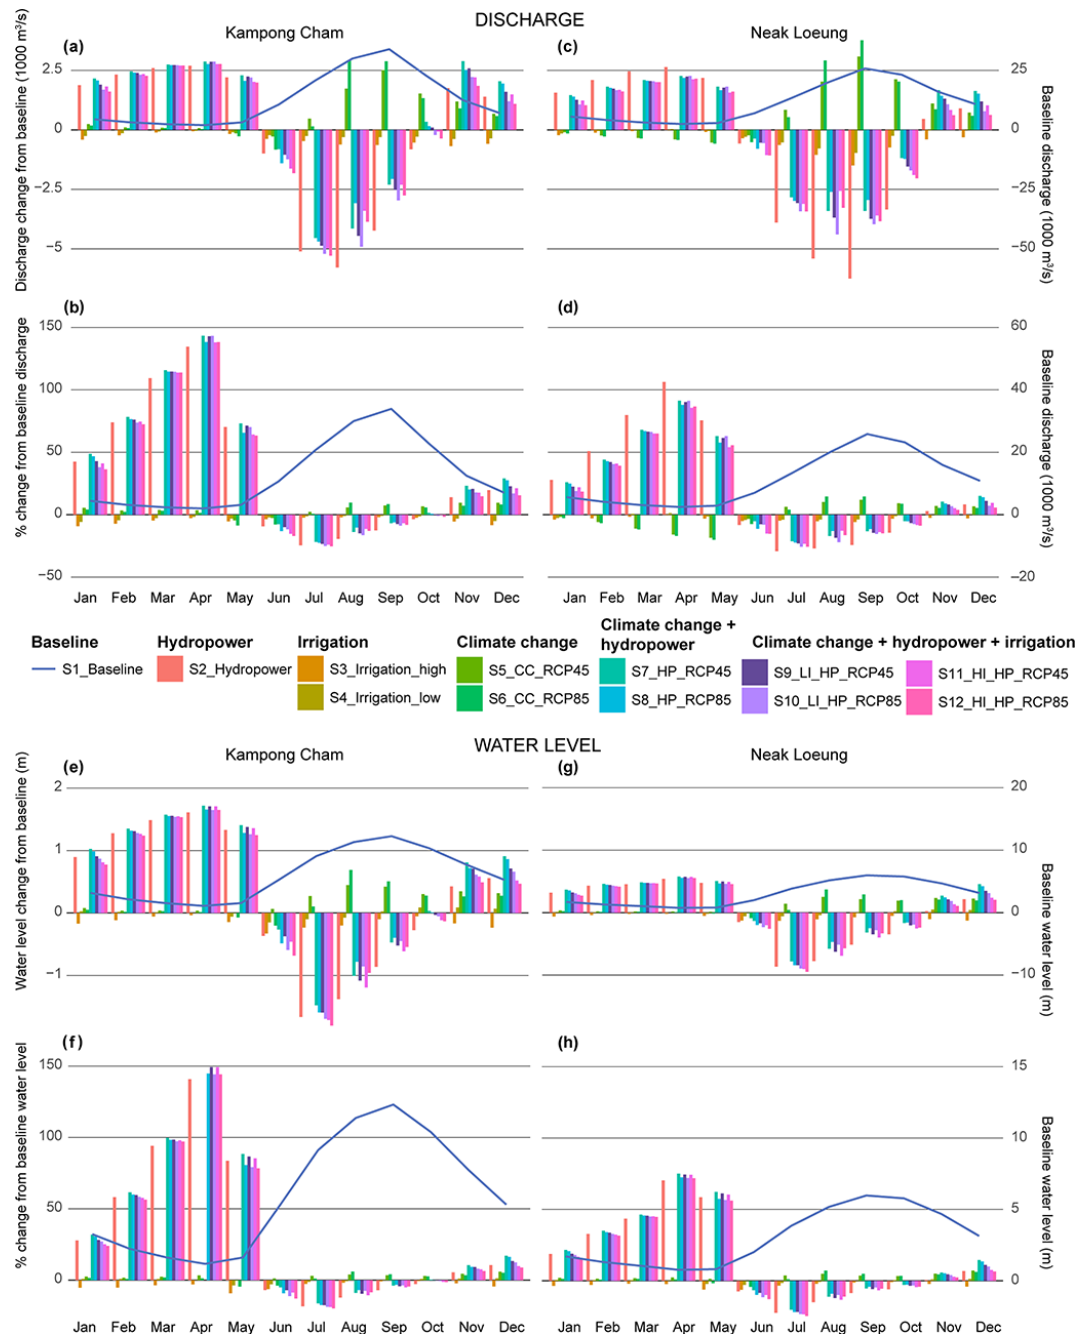 DISCHARGE
Kampong Cham
Neak Loeung
(a)
(c)
Discharge change from baseline (1000 m³/s)
2.5
0
−2.5
−5
25
0
−25
−50
Baseline discharge (1000 m³/s)
(b)
(d)
% change from baseline discharge
150
100
50
0
−50
60
40
20
0
−20
Baseline discharge (1000 m³/s)
Jan Feb Mar Apr May Jun Jul Aug Sep Oct Nov Dec
Jan Feb Mar Apr May Jun Jul Aug Sep Oct Nov Dec
Baseline
S1_Baseline
Hydropower
S2_Hydropower
Irrigation
S3_Irrigation_high
S4_Irrigation_low
Climate change
S5_CC_RCP45
S6_CC_RCP85
Climate change +
hydropower
S7_HP_RCP45
S8_HP_RCP85
Climate change + hydropower + irrigation
S9_LI_HP_RCP45
S10_LI_HP_RCP85
S11_HI_HP_RCP45
S12_HI_HP_RCP85
WATER LEVEL
Kampong Cham
Neak Loeung
(e)
(g)
Water level change from baseline (m)
2
1
0
−1
20
10
0
−10
Baseline water level (m)
(f)
(h)
% change from baseline water level
150
100
50
0
15
10
5
0
Baseline water level (m)
Jan Feb Mar Apr May Jun Jul Aug Sep Oct Nov Dec
Jan Feb Mar Apr May Jun Jul Aug Sep Oct Nov Dec